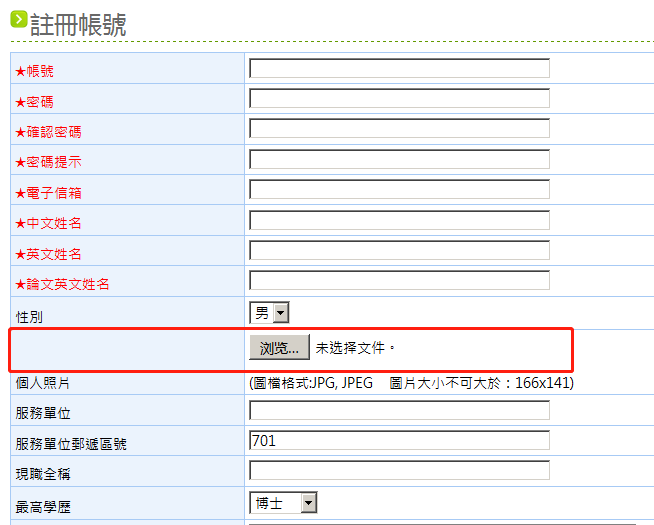 註冊帳號
★帳號
★密碼
★確認密碼
★密碼提示
★電子信箱
★中文姓名
★英文姓名
★論文英文姓名
性別 男
浏览... 未选择文件。
個人照片 (圖檔格式:JPG, JPEG 圖片大小不可大於：166x141)
服務單位
服務單位郵遞區號 701
現職全稱
最高學歷 博士